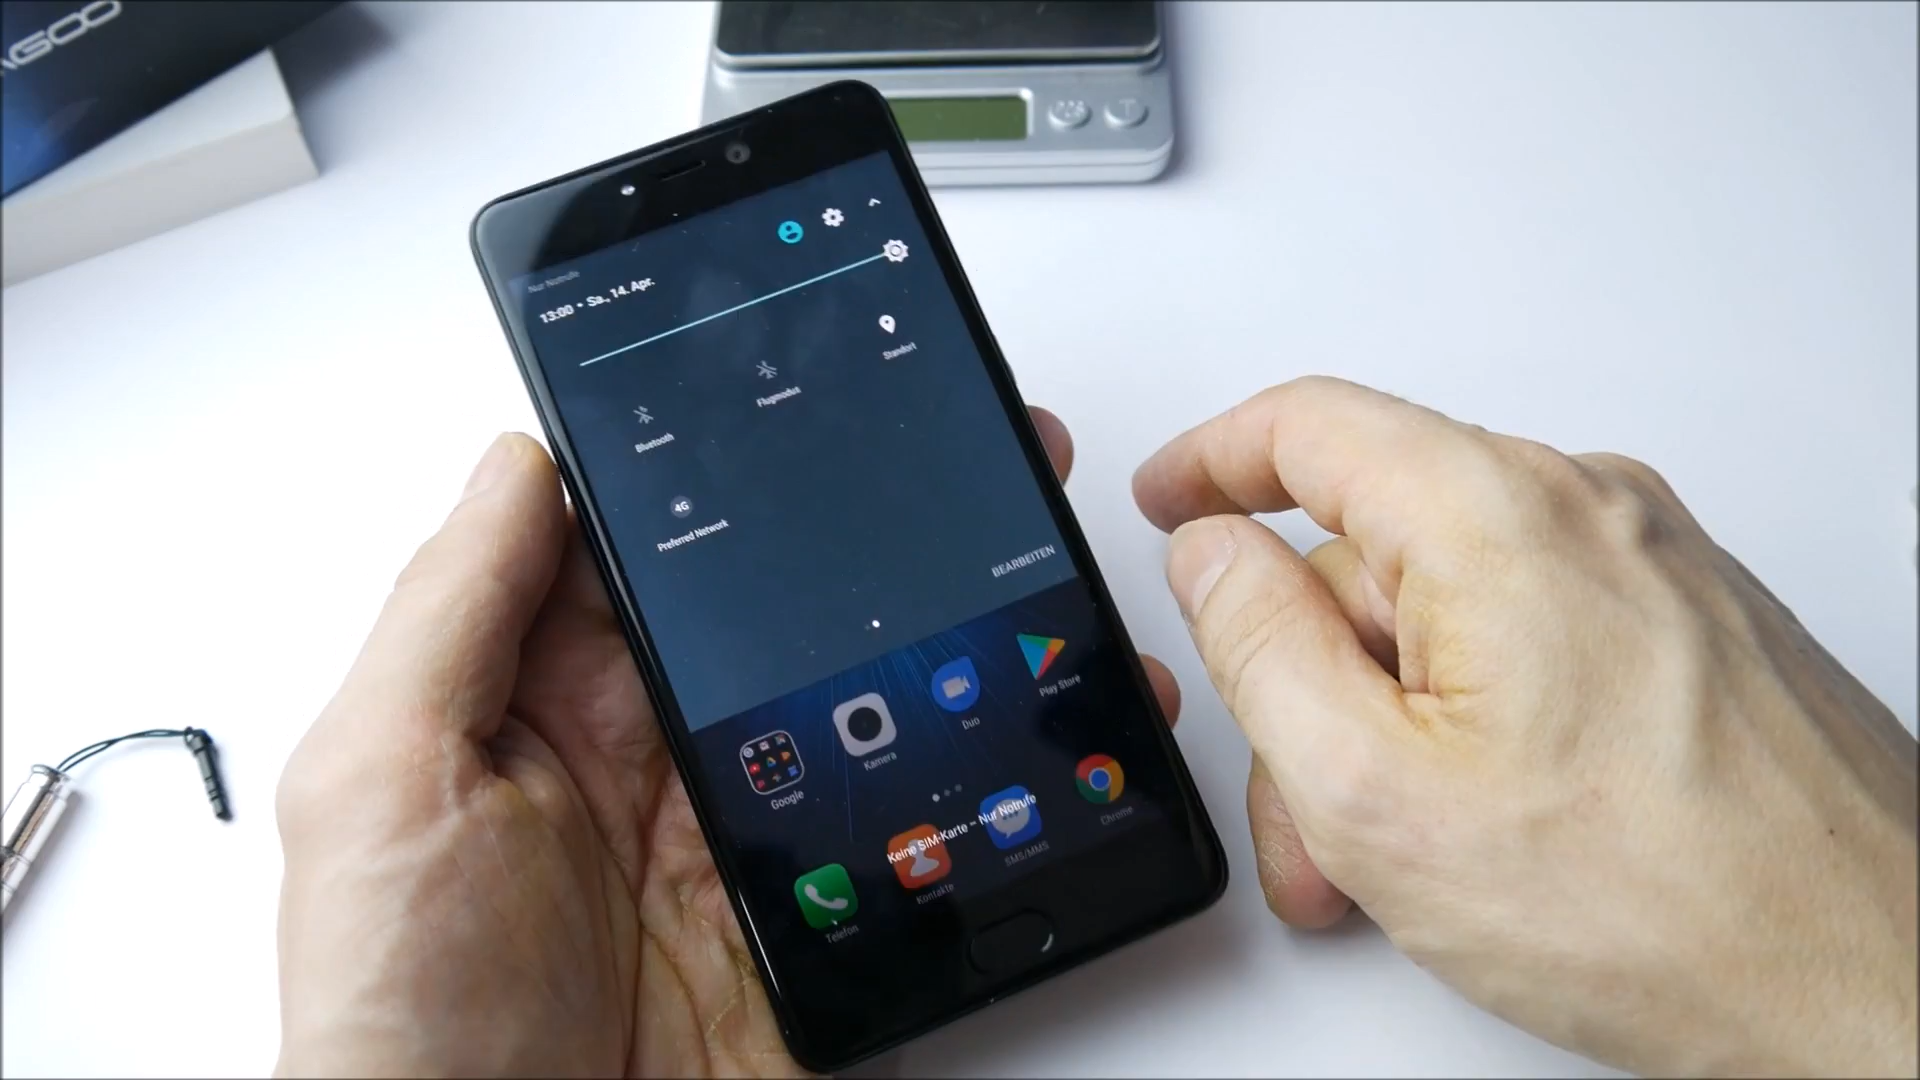 AGOO
Nur Notrufe
13:00 • Sa., 14. Apr.
Standort
Flugmodus
Bluetooth
4G
Preferred Network
BEARBEITEN
Play Store
Duo
Kamera
Google
Keine SIM-Karte – Nur Notrufe
Chrome
SMS/MMS
Kontakte
Telefon
T